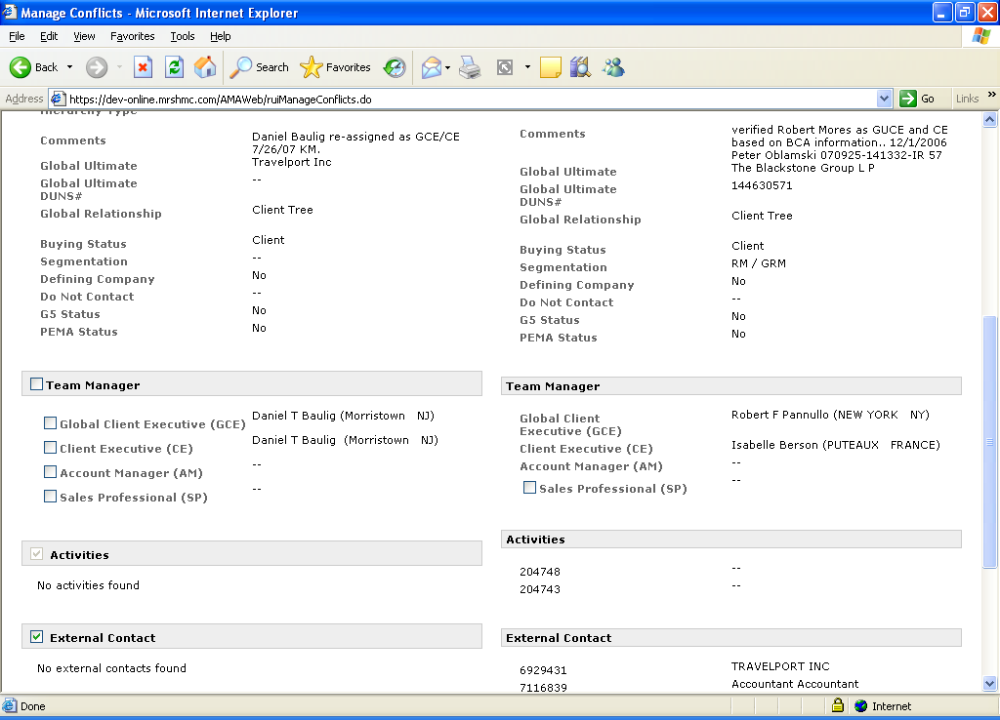 Manage Conflicts - Microsoft Internet Explorer
File Edit View Favorites Tools Help
Back Search Favorites
Address https://dev-online.mrshmc.com/AMAWeb/ruiManageConflicts.do Go Links »
Hierarchy Type
Comments Daniel Baulig re-assigned as GCE/CE
7/26/07 KM.
Global Ultimate Travelport Inc
Global Ultimate --
DUNS#
Global Relationship Client Tree
Buying Status Client
Segmentation --
Defining Company No
Do Not Contact --
G5 Status No
PEMA Status No
Comments verified Robert Mores as GUCE and CE
based on BCA information.. 12/1/2006
Peter Oblamski 070925-141332-IR 57
Global Ultimate The Blackstone Group L P
Global Ultimate 144630571
DUNS#
Global Relationship Client Tree
Buying Status Client
Segmentation RM / GRM
Defining Company No
Do Not Contact --
G5 Status No
PEMA Status No
Team Manager
Global Client Executive (GCE) Daniel T Baulig (Morristown NJ)
Client Executive (CE) Daniel T Baulig (Morristown NJ)
Account Manager (AM) --
Sales Professional (SP) --
Team Manager
Global Client Robert F Pannullo (NEW YORK NY)
Executive (GCE)
Client Executive (CE) Isabelle Berson (PUTEAUX FRANCE)
Account Manager (AM) --
Sales Professional (SP) --
Activities
No activities found
Activities
204748 --
204743 --
External Contact
No external contacts found
External Contact
6929431 TRAVELPORT INC
7116839 Accountant Accountant
Done Internet